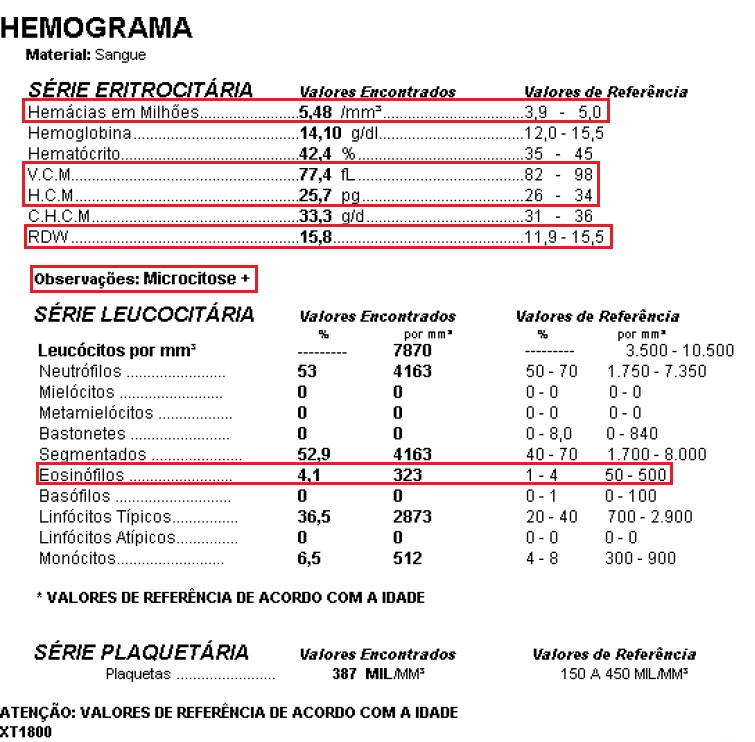 HEMOGRAMA
Material: Sangue
SÉRIE ERITROCITÁRIA Valores Encontrados Valores de Referência
Hemácias em Milhões......................5,48 /mm³..............................3,9 - 5,0
Hemoglobina..................................14,10 g/dl..............................12,0 - 15,5
Hematócrito....................................42,4 %....................................35 - 45
V.C.M..............................................77,4 fL....................................82 - 98
H.C.M..............................................25,7 pg...................................26 - 34
C.H.C.M..........................................33,3 g/d..................................31 - 36
RDW................................................15,8........................................11,9 - 15,5
Observações: Microcitose +
SÉRIE LEUCOCITÁRIA Valores Encontrados Valores de Referência
% por mm³ % por mm³
Leucócitos por mm³ --------- 7870 --------- 3.500 - 10.500
Neutrófilos ........................ 53 4163 50 - 70 1.750 - 7.350
Mielócitos ......................... 0 0 0 - 0 0 - 0
Metamielócitos .................. 0 0 0 - 0 0 - 0
Bastonetes ....................... 0 0 0 - 8,0 0 - 840
Segmentados ...................... 52,9 4163 40 - 70 1.700 - 8.000
Eosinófilos ......................... 4,1 323 1 - 4 50 - 500
Basófilos ............................ 0 0 0 - 1 0 - 100
Linfócitos Típicos................ 36,5 2873 20 - 40 700 - 2.900
Linfócitos Atípicos............... 0 0 0 - 0 0 - 0
Monócitos.......................... 6,5 512 4 - 8 300 - 900
* VALORES DE REFERÊNCIA DE ACORDO COM A IDADE
SÉRIE PLAQUETÁRIA Valores Encontrados Valores de Referência
Plaquetas ........................ 387 MIL/MM³ 150 A 450 MIL/MM³
ATENÇÃO: VALORES DE REFERÊNCIA DE ACORDO COM A IDADE
XT1800